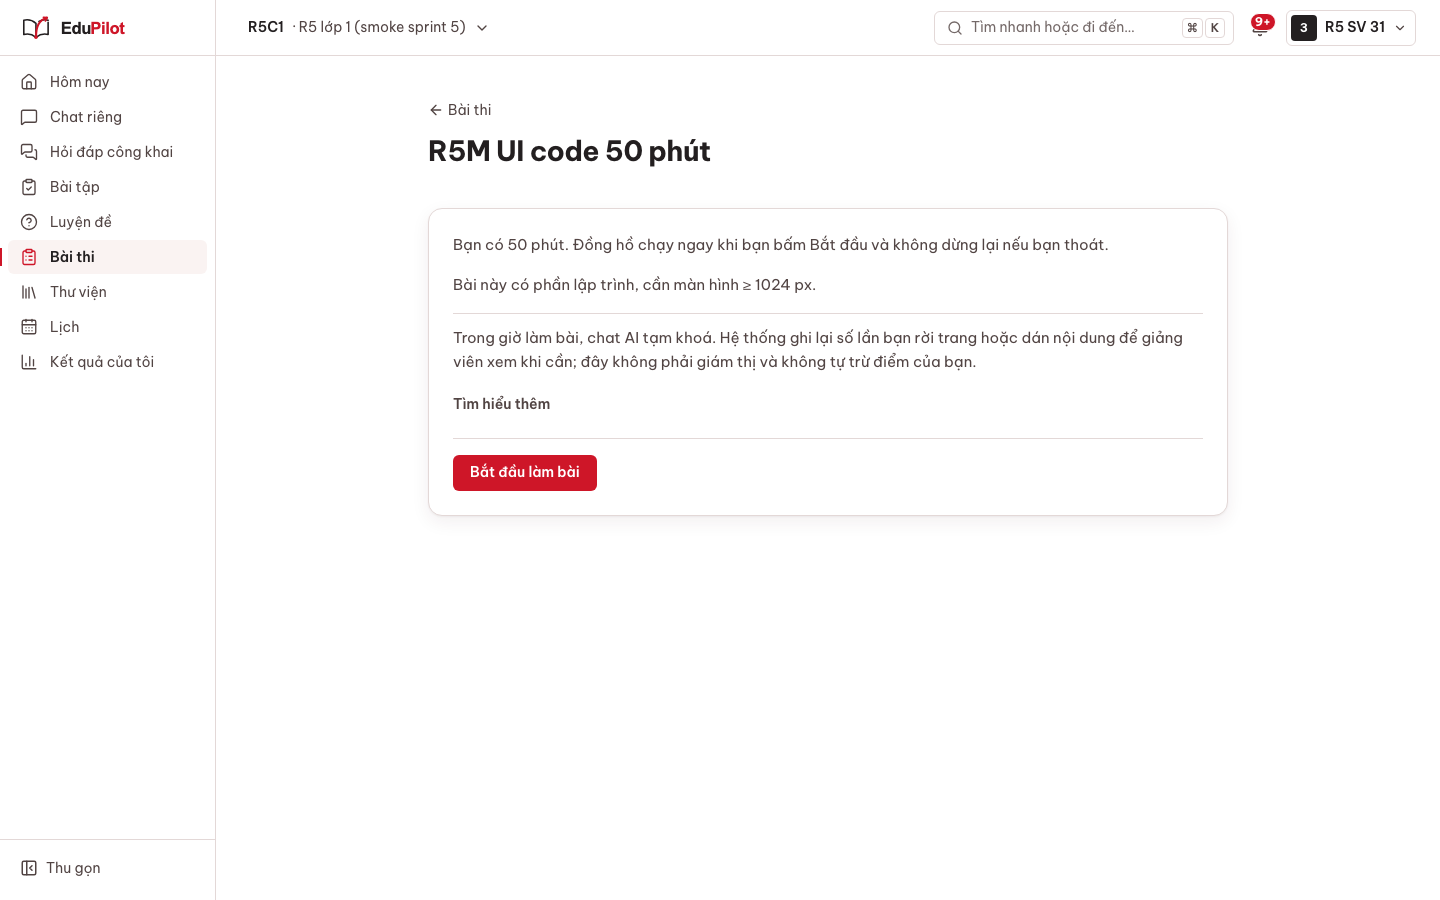 EduPilot
R5C1 · R5 lớp 1 (smoke sprint 5)
Tìm nhanh hoặc đi đến...
⌘ K
9+
3 R5 SV 31
Hôm nay
Chat riêng
Hỏi đáp công khai
Bài tập
Luyện đề
Bài thi
Thư viện
Lịch
Kết quả của tôi
Thu gọn
← Bài thi
R5M UI code 50 phút
Bạn có 50 phút. Đồng hồ chạy ngay khi bạn bấm Bắt đầu và không dừng lại nếu bạn thoát.
Bài này có phần lập trình, cần màn hình ≥ 1024 px.
Trong giờ làm bài, chat AI tạm khoá. Hệ thống ghi lại số lần bạn rời trang hoặc dán nội dung để giảng
viên xem khi cần; đây không phải giám thị và không tự trừ điểm của bạn.
Tìm hiểu thêm
Bắt đầu làm bài